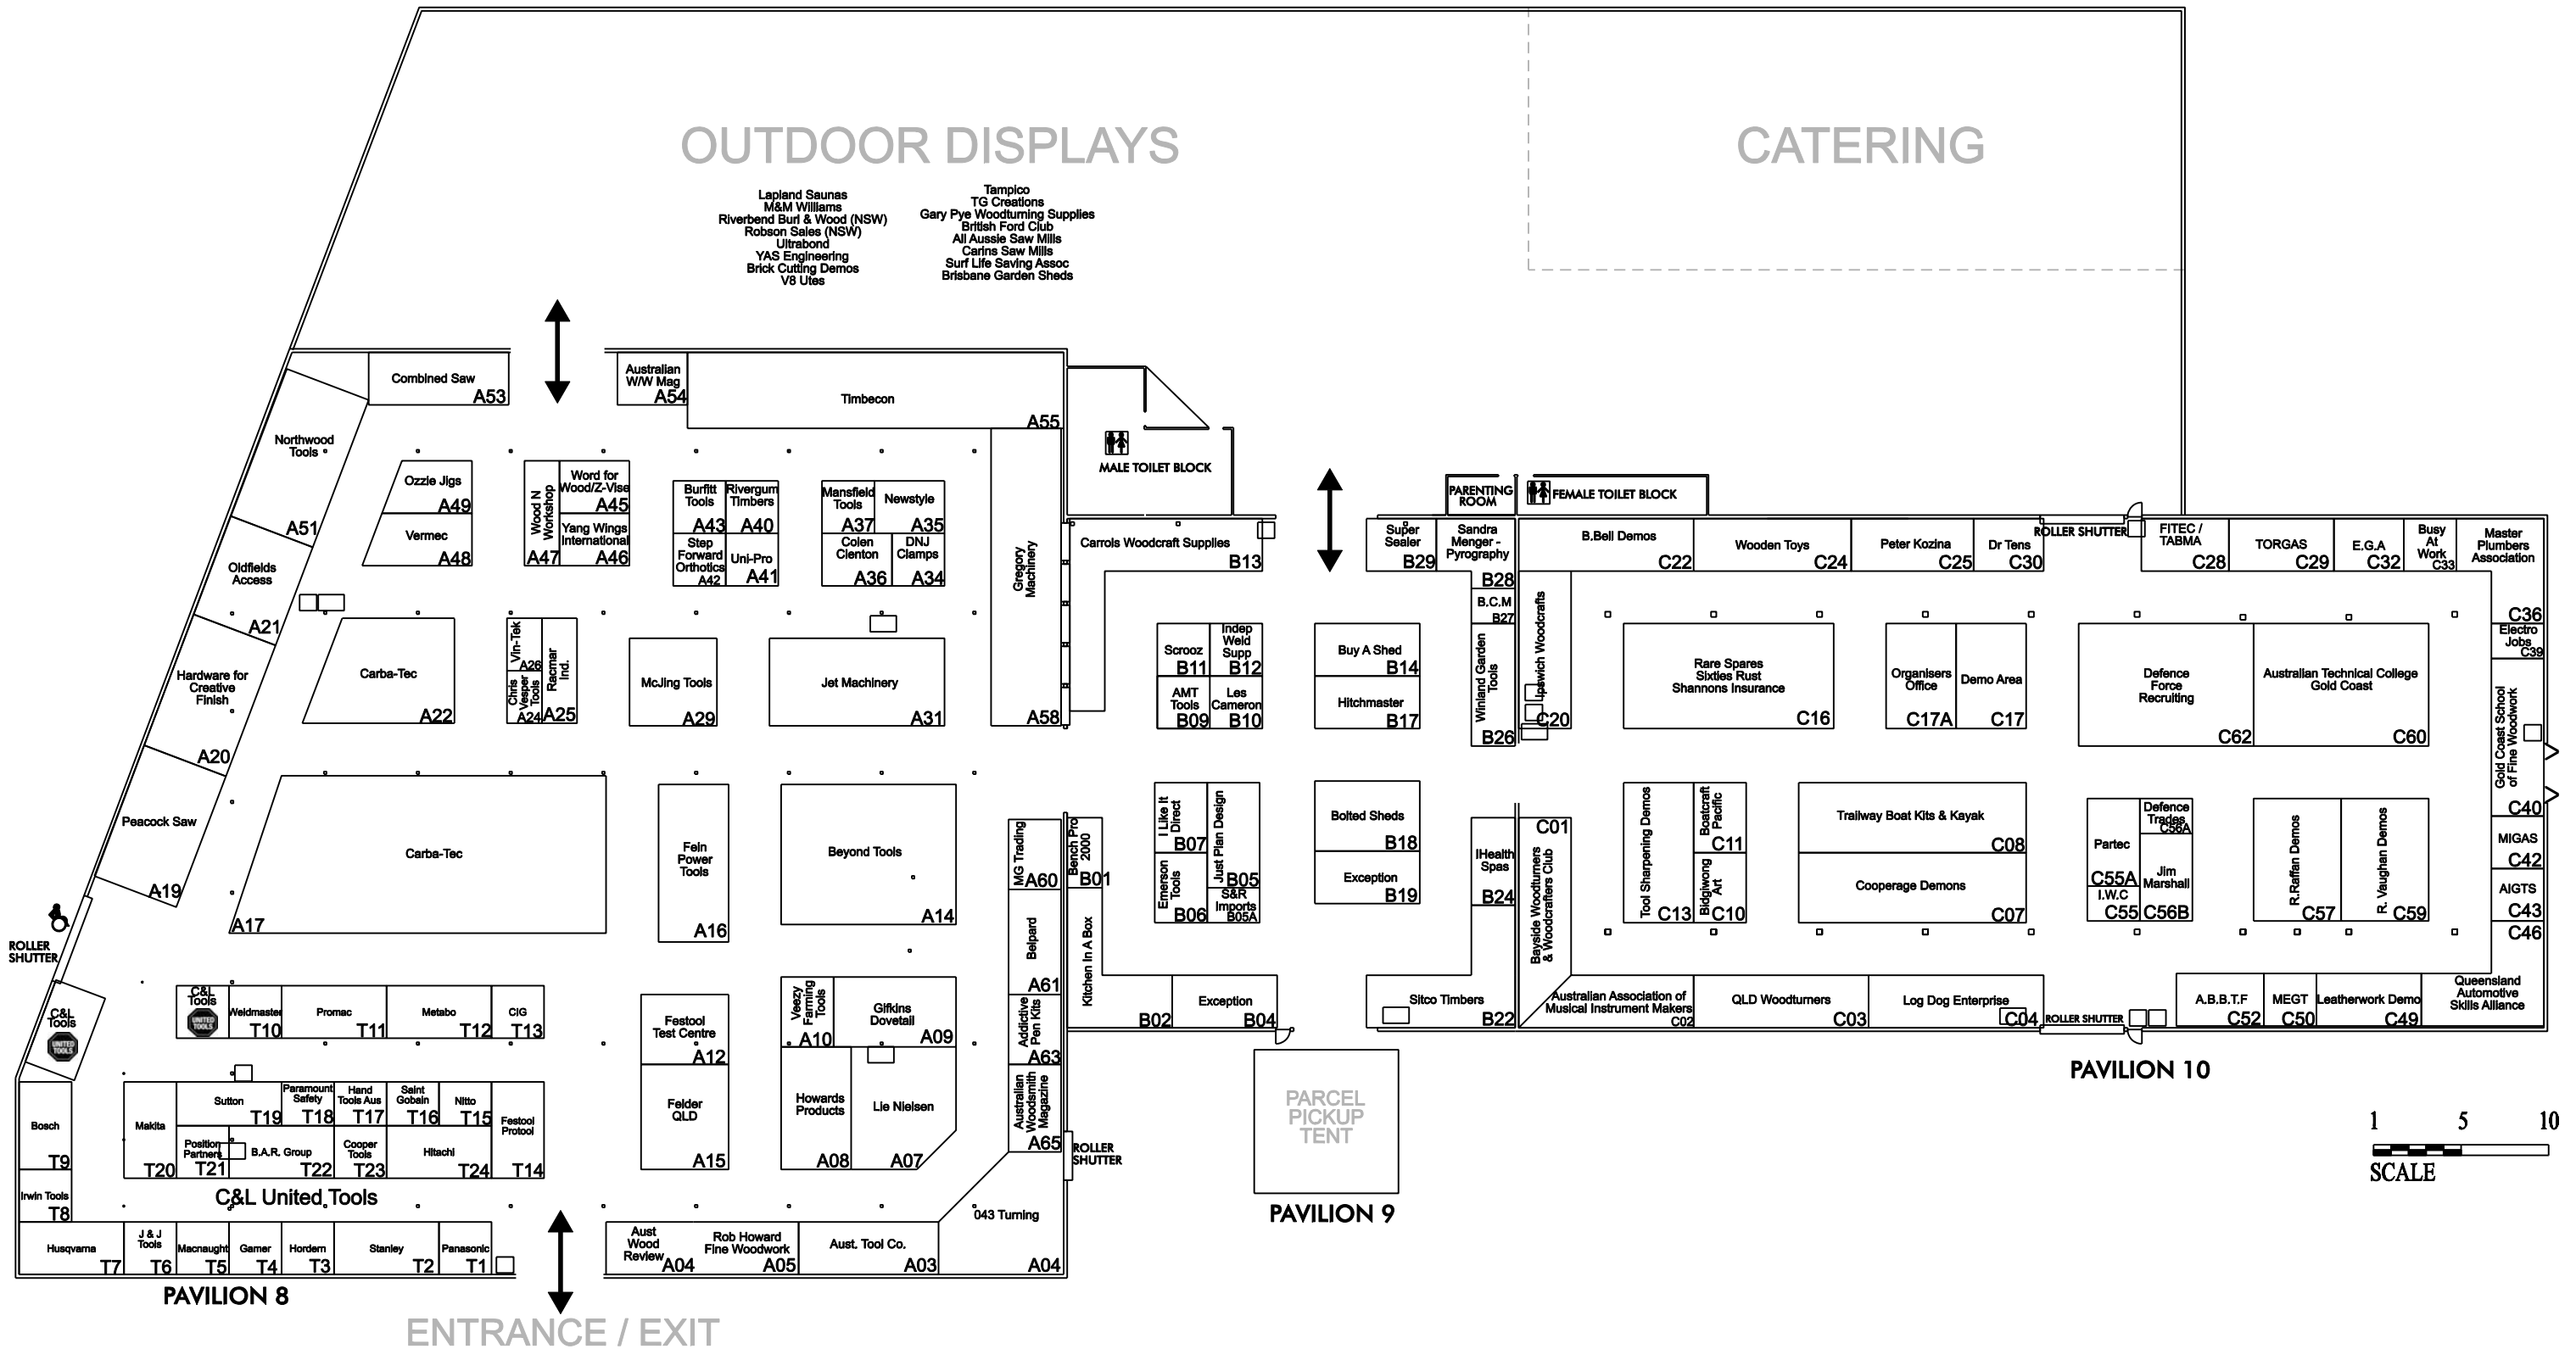 OUTDOOR DISPLAYS
CATERING
Lapland Saunas
M&M Williams
Riverbend Burl & Wood (NSW)
Robson Sales (NSW)
Ultrabond
YAS Engineering
Brick Cutting Demos
V8 Utes
Tampico
TG Creations
Gary Pye Woodturning Supplies
British Ford Club
All Aussie Saw Mills
Carins Saw Mills
Surf Life Saving Assoc
Brisbane Garden Sheds
Combined Saw
A53
Australian
W/W Mag
A54
Timbecon
A55
Northwood
Tools
A51
Ozzie Jigs
A49
Vermec
A48
Wood N
Workshop
A47
Word for
Wood/Z-Vise
A45
Yang Wings
International
A46
Burfitt
Tools
A43
Rivergum
Timbers
A40
Step
Forward
Orthotics
A42
Uni-Pro
A41
Mansfield
Tools
A37
Newstyle
A35
Colen
Clenton
A36
DNJ
Clamps
A34
Gregory
Machinery
A58
MALE TOILET BLOCK
Oldfields
Access
A21
Hardware for
Creative
Finish
A20
Carba-Tec
A22
Vin-Tek
A26
Chris
Vesper
Tools
A24
Racmar
Ind.
A25
McJing Tools
A29
Jet Machinery
A31
Peacock Saw
A19
Carba-Tec
A17
Fein
Power
Tools
A16
Beyond Tools
A14
MG Trading
A60
Belpard
A61
Addictive
Pen Kits
A63
Australian
Woodsmith
Magazine
A65
ROLLER
SHUTTER
ROLLER
SHUTTER
C&L
Tools
UNITED
TOOLS
C&L
Tools
UNITED
TOOLS
Weldmaster
T10
Promac
T11
Metabo
T12
CIG
T13
Festool
Test Centre
A12
Felder
QLD
A15
Veezy
Farming
Tools
A10
Gifkins
Dovetail
A09
Howards
Products
A08
Lie Nielsen
A07
Bosch
T9
Irwin Tools
T8
Makita
T20
Sutton
T19
Paramount
Safety
T18
Hand
Tools Aus
T17
Saint
Gobain
T16
Nitto
T15
Festool
Protool
T14
Position
Partners
T21
B.A.R. Group
T22
Cooper
Tools
T23
Hitachi
T24
C&L United Tools
Husqvarna
T7
J & J
Tools
T6
Macnaught
T5
Gamer
T4
Hordern
T3
Stanley
T2
Panasonic
T1
Aust
Wood
Review
A04
Rob Howard
Fine Woodwork
A05
Aust. Tool Co.
A03
043 Turning
A04
PAVILION 8
ENTRANCE / EXIT
Carrols Woodcraft Supplies
B13
Scrooz
B11
Indep
Weld
Supp
B12
AMT
Tools
B09
Les
Cameron
B10
Buy A Shed
B14
Hitchmaster
B17
Super
Sealer
B29
Sandra
Menger -
Pyrography
B28
B.C.M
B27
Winland Garden
Tools
B26
PARENTING
ROOM
FEMALE TOILET BLOCK
Bench Pro
2000
B01
Kitchen In A Box
B02
Exception
B04
I Like It
Direct
B07
Just Plan Design
B05
Emerson
Tools
B06
S&R
Imports
B05A
Bolted Sheds
B18
Exception
B19
IHealth
Spas
B24
Sitco Timbers
B22
PARCEL
PICKUP
TENT
PAVILION 9
B.Bell Demos
C22
Wooden Toys
C24
Peter Kozina
C25
Dr Tens
C30
ROLLER SHUTTER
FITEC /
TABMA
C28
TORGAS
C29
E.G.A
C32
Busy
At
Work
C33
Master
Plumbers
Association
C36
Ipswich Woodcrafts
C20
Rare Spares
Sixties Rust
Shannons Insurance
C16
Organisers
Office
C17A
Demo Area
C17
Defence
Force
Recruiting
C62
Australian Technical College
Gold Coast
C60
Electro
Jobs
C39
Gold Coast School
of Fine Woodwork
C40
C01
Bayside Woodturners
& Woodcrafters Club
Tool Sharpening Demos
C13
Boatcraft
Pacific
C11
Bidgiwong
Art
C10
Trailway Boat Kits & Kayak
C08
Cooperage Demons
C07
Partec
C55A
I.W.C
C55
Defence
Trades
C56A
Jim
Marshall
C56B
R.Raffan Demos
C57
R. Vaughan Demos
C59
MIGAS
C42
AIGTS
C43
C46
Queensland
Automotive
Skills Alliance
Australian Association of
Musical Instrument Makers
C02
QLD Woodturners
C03
Log Dog Enterprise
C04
ROLLER SHUTTER
A.B.B.T.F
C52
MEGT
C50
Leatherwork Demo
C49
PAVILION 10
1 5 10
SCALE